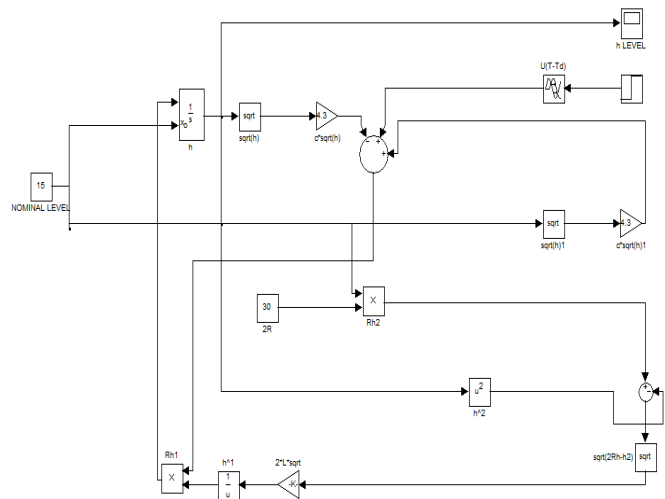 h LEVEL
U(T-Td)
1
s
xo
h
sqrt
sqrt(h)
4.3
c*sqrt(h)
15
NOMINAL LEVEL
sqrt
sqrt(h)1
4.3
c*sqrt(h)1
30
2R
X
Rh2
u2
h^2
sqrt
sqrt(2Rh-h2)
Rh1
X
h^1
1
u
2*L*sqrt
-K-